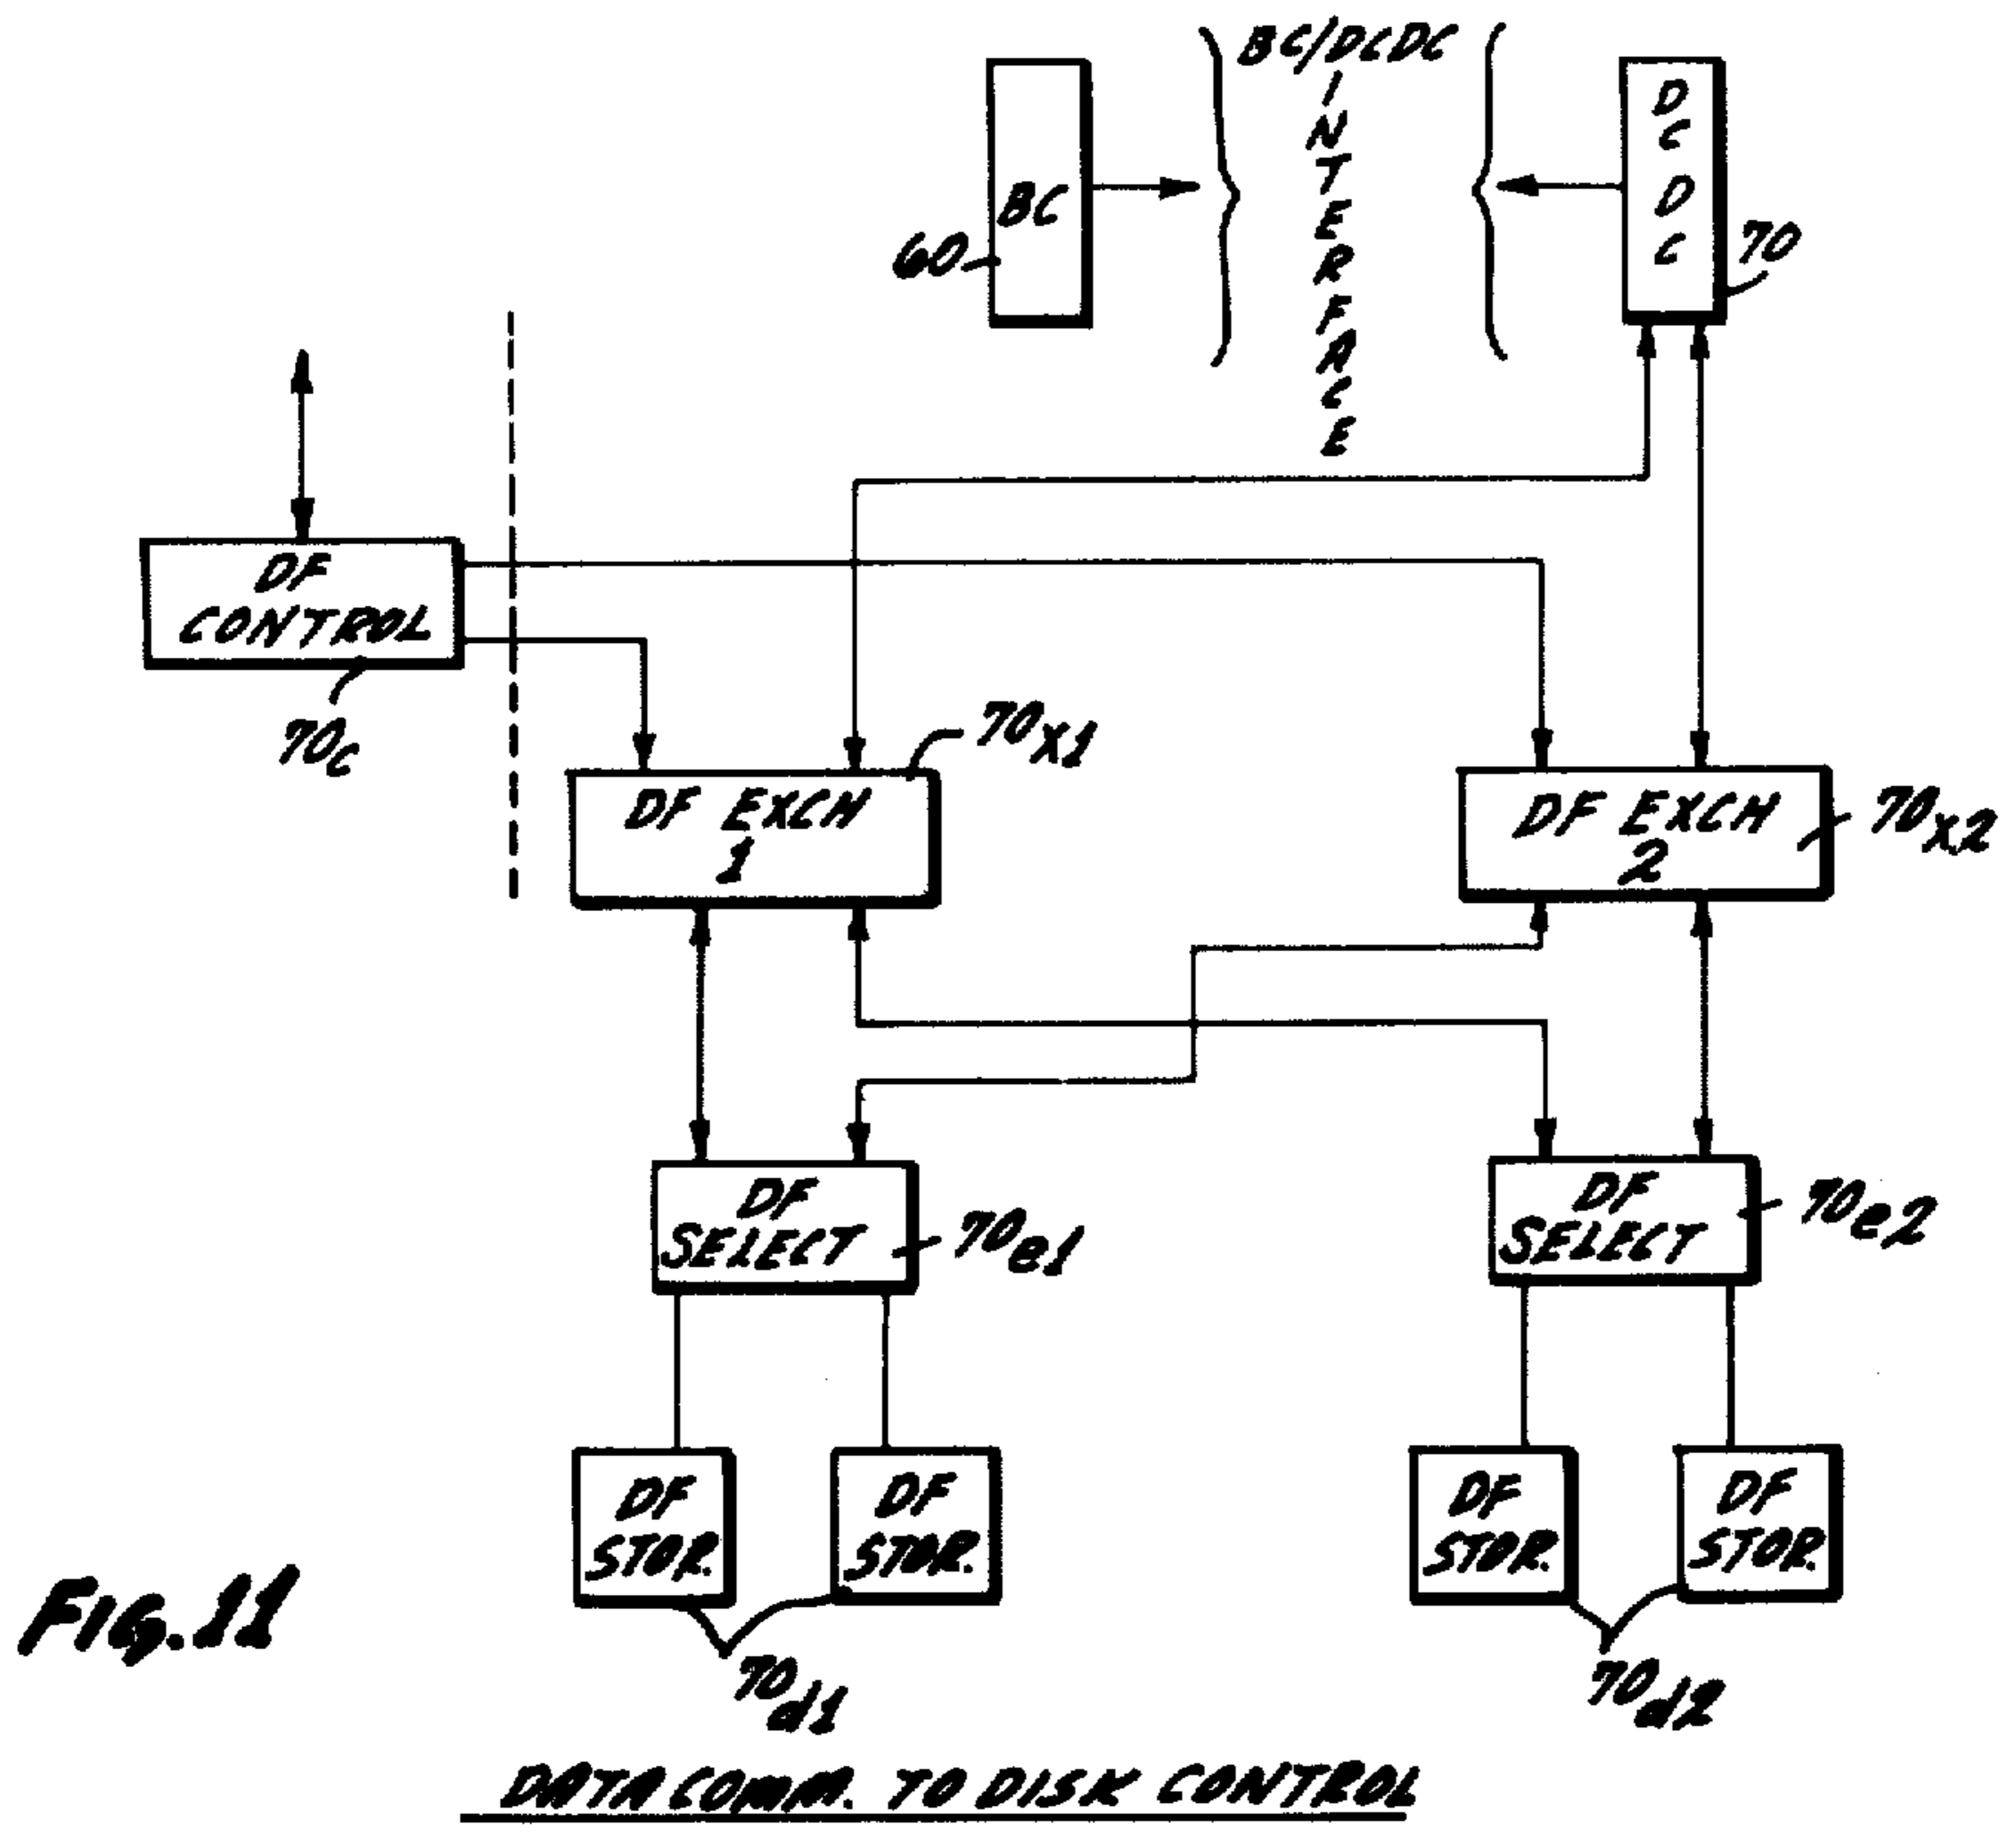 BC/DCDC
INTERFACE
BC
60
DCDC
70
DF
CONTROL
70c
DF EXCH
1
70x1
DF EXCH
2
70x2
DF
SELECT
70e1
DF
SELECT
70e2
DF
STOR.
DF
STOR.
DF
STOR.
DF
STOR.
70d1
70d2
FIG.11
DATA COMM. TO DISK CONTROL